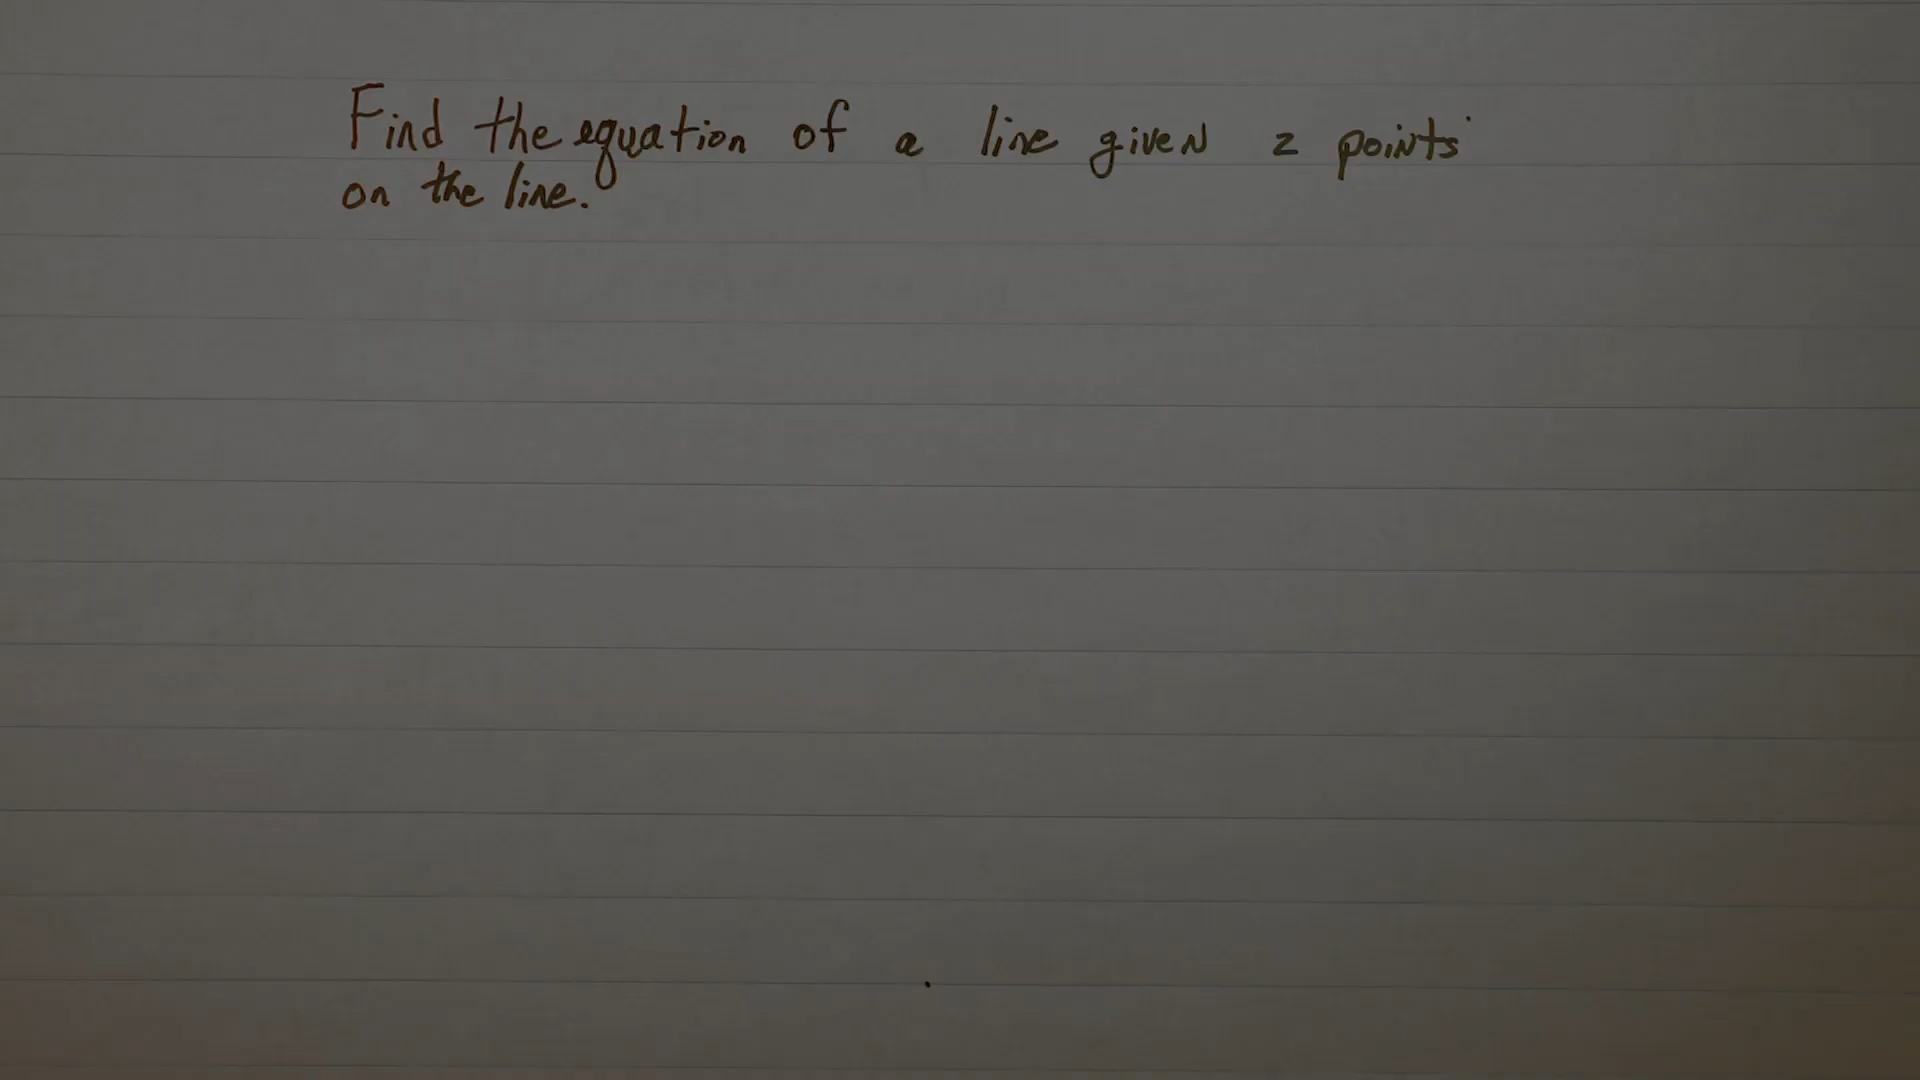 Find the equation of a line given 2 points
on the line.